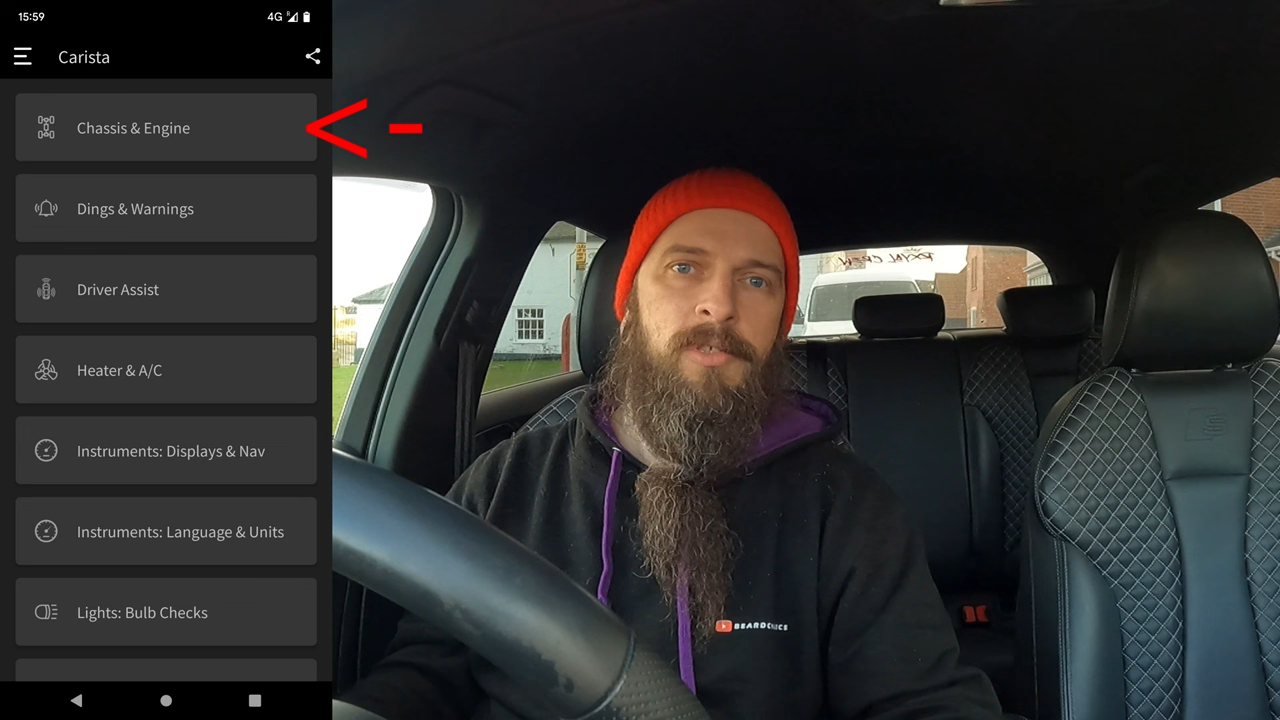 15:59
4G R
Carista
Chassis & Engine
<-
Dings & Warnings
Driver Assist
Heater & A/C
Instruments: Displays & Nav
Instruments: Language & Units
Lights: Bulb Checks
S